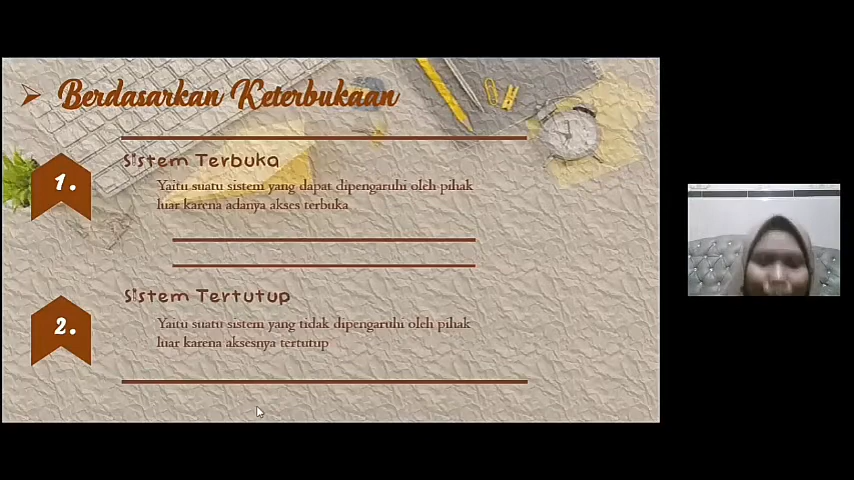 Berdasarkan Keterbukaan
1.
Sistem Terbuka
Yaitu suatu sistem yang dapat dipengaruhi oleh pihak
luar karena adanya akses terbuka
2.
Sistem Tertutup
Yaitu suatu sistem yang tidak dipengaruhi oleh pihak
luar karena aksesnya tertutup